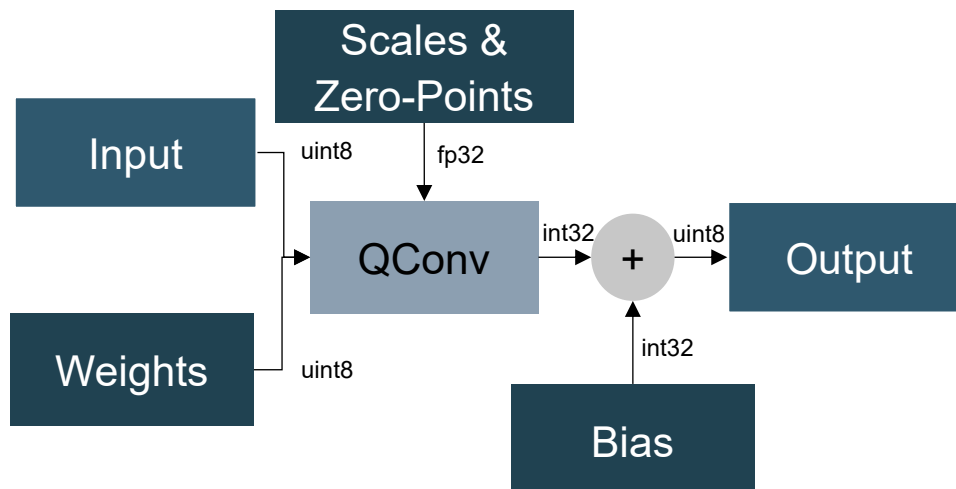 Scales &
Zero-Points
Input
uint8
fp32
QConv
int32
+
uint8
Output
Weights
uint8
int32
Bias